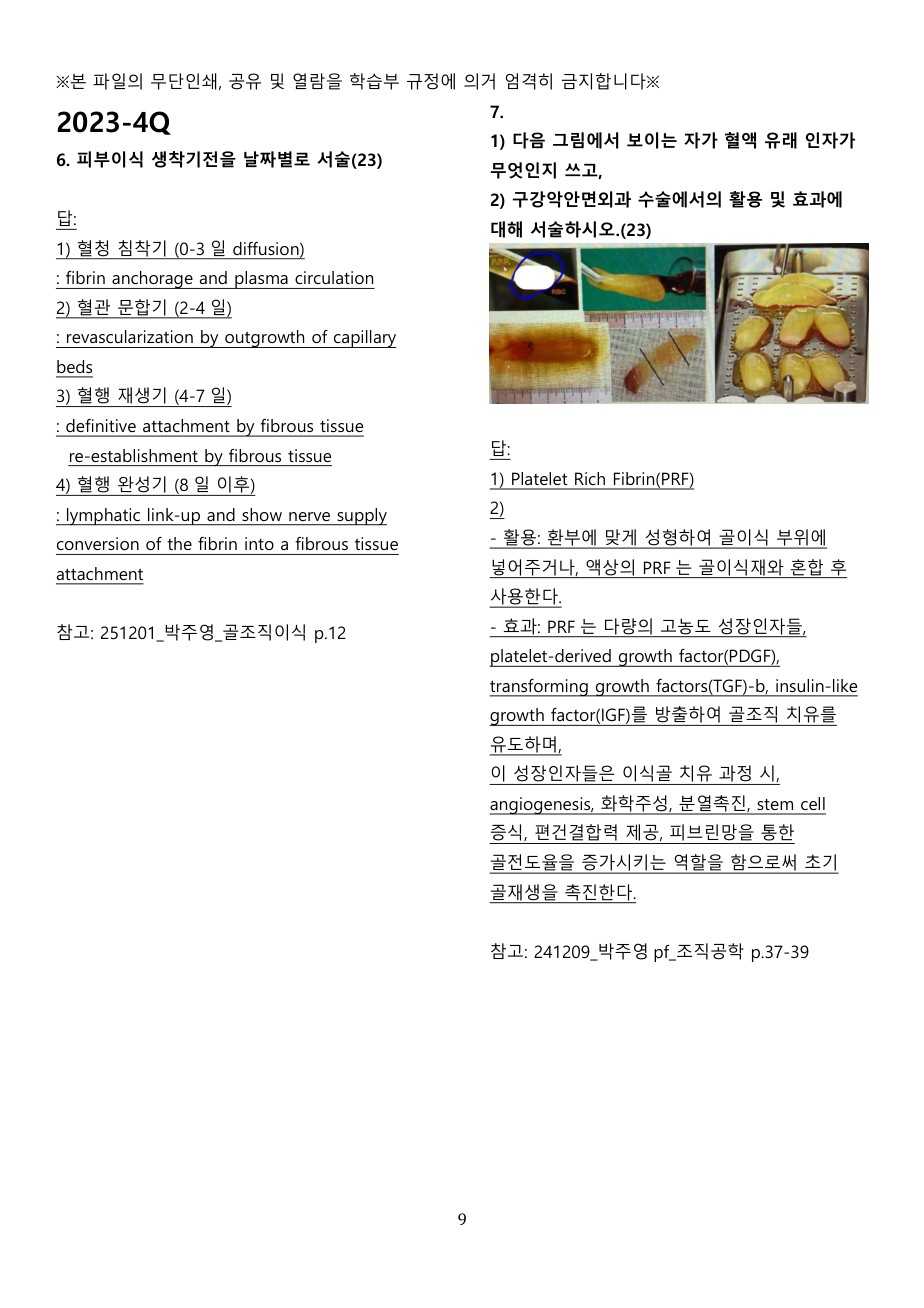 ※본 파일의 무단인쇄, 공유 및 열람을 학습부 규정에 의거 엄격히 금지합니다※
2023-4Q
6. 피부이식 생착기전을 날짜별로 서술(23)
답:
1) 혈청 침착기 (0-3 일 diffusion)
: fibrin anchorage and plasma circulation
2) 혈관 문합기 (2-4 일)
: revascularization by outgrowth of capillary
beds
3) 혈행 재생기 (4-7 일)
: definitive attachment by fibrous tissue
re-establishment by fibrous tissue
4) 혈행 완성기 (8 일 이후)
: lymphatic link-up and show nerve supply
conversion of the fibrin into a fibrous tissue
attachment
참고: 251201_박주영_골조직이식 p.12
7.
1) 다음 그림에서 보이는 자가 혈액 유래 인자가
무엇인지 쓰고,
2) 구강악안면외과 수술에서의 활용 및 효과에
대해 서술하시오.(23)
답:
1) Platelet Rich Fibrin(PRF)
2)
- 활용: 환부에 맞게 성형하여 골이식 부위에
넣어주거나, 액상의 PRF 는 골이식재와 혼합 후
사용한다.
- 효과: PRF 는 다량의 고농도 성장인자들,
platelet-derived growth factor(PDGF),
transforming growth factors(TGF)-b, insulin-like
growth factor(IGF)를 방출하여 골조직 치유를
유도하며,
이 성장인자들은 이식골 치유 과정 시,
angiogenesis, 화학주성, 분열촉진, stem cell
증식, 편건결합력 제공, 피브린망을 통한
골전도율을 증가시키는 역할을 함으로써 초기
골재생을 촉진한다.
참고: 241209_박주영 pf_조직공학 p.37-39
9